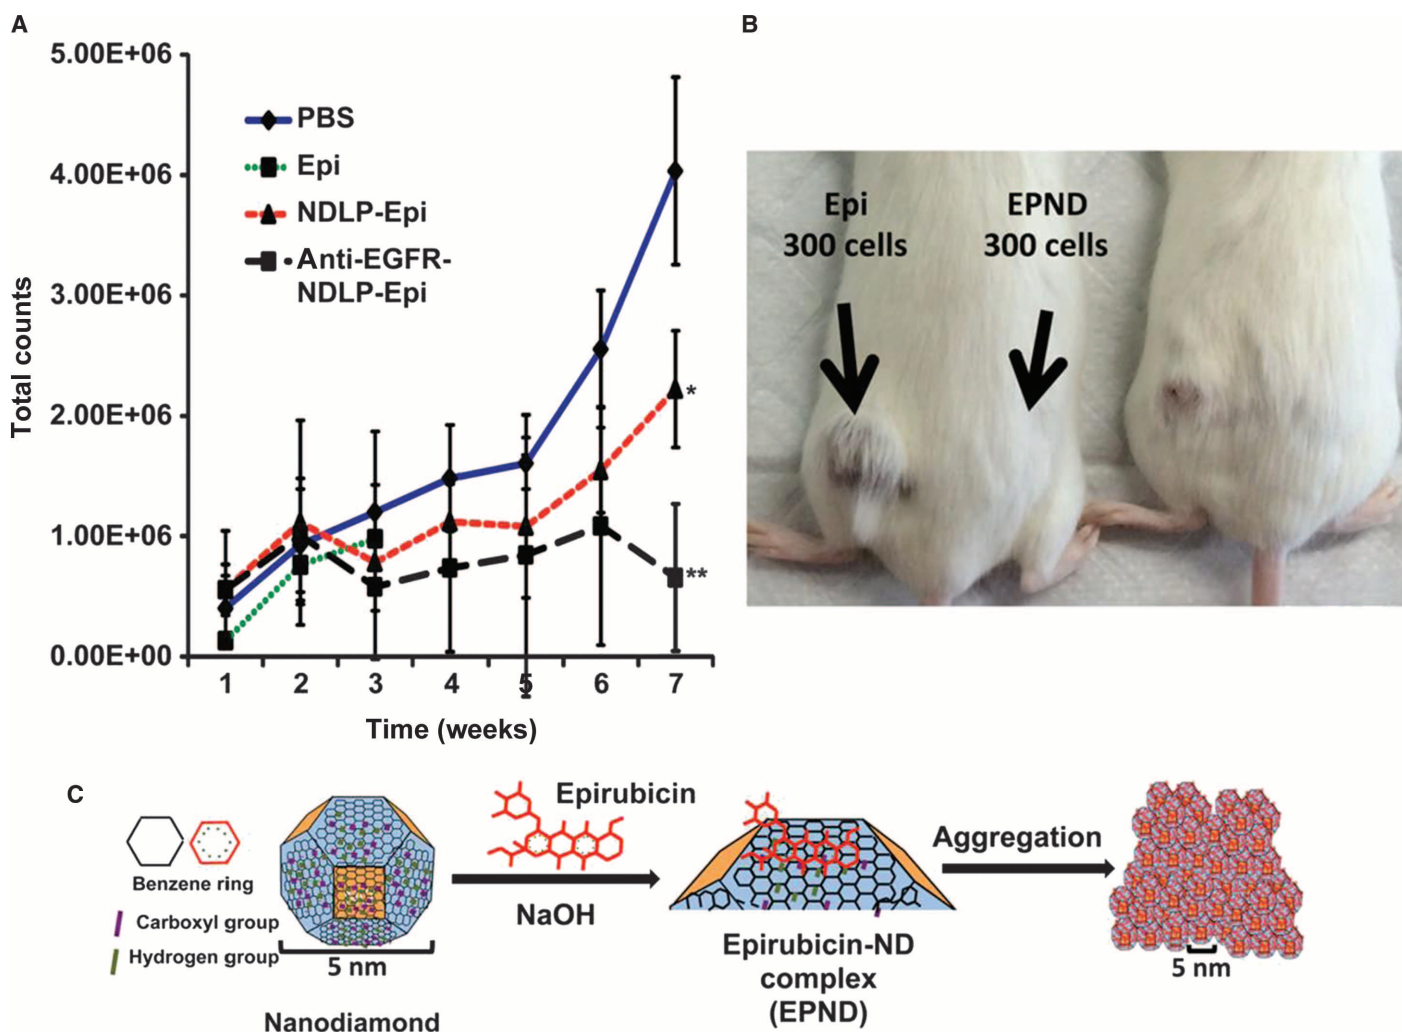 A
5.00E+06
4.00E+06
3.00E+06
2.00E+06
1.00E+06
0.00E+00
Total counts
PBS
Epi
NDLP-Epi
Anti-EGFR-
NDLP-Epi
*
**
1 2 3 4 5 6 7
Time (weeks)
B
Epi
300 cells
EPND
300 cells
C
Benzene ring
Carboxyl group
Hydrogen group
5 nm
Nanodiamond
Epirubicin
NaOH
Epirubicin-ND
complex
(EPND)
Aggregation
5 nm